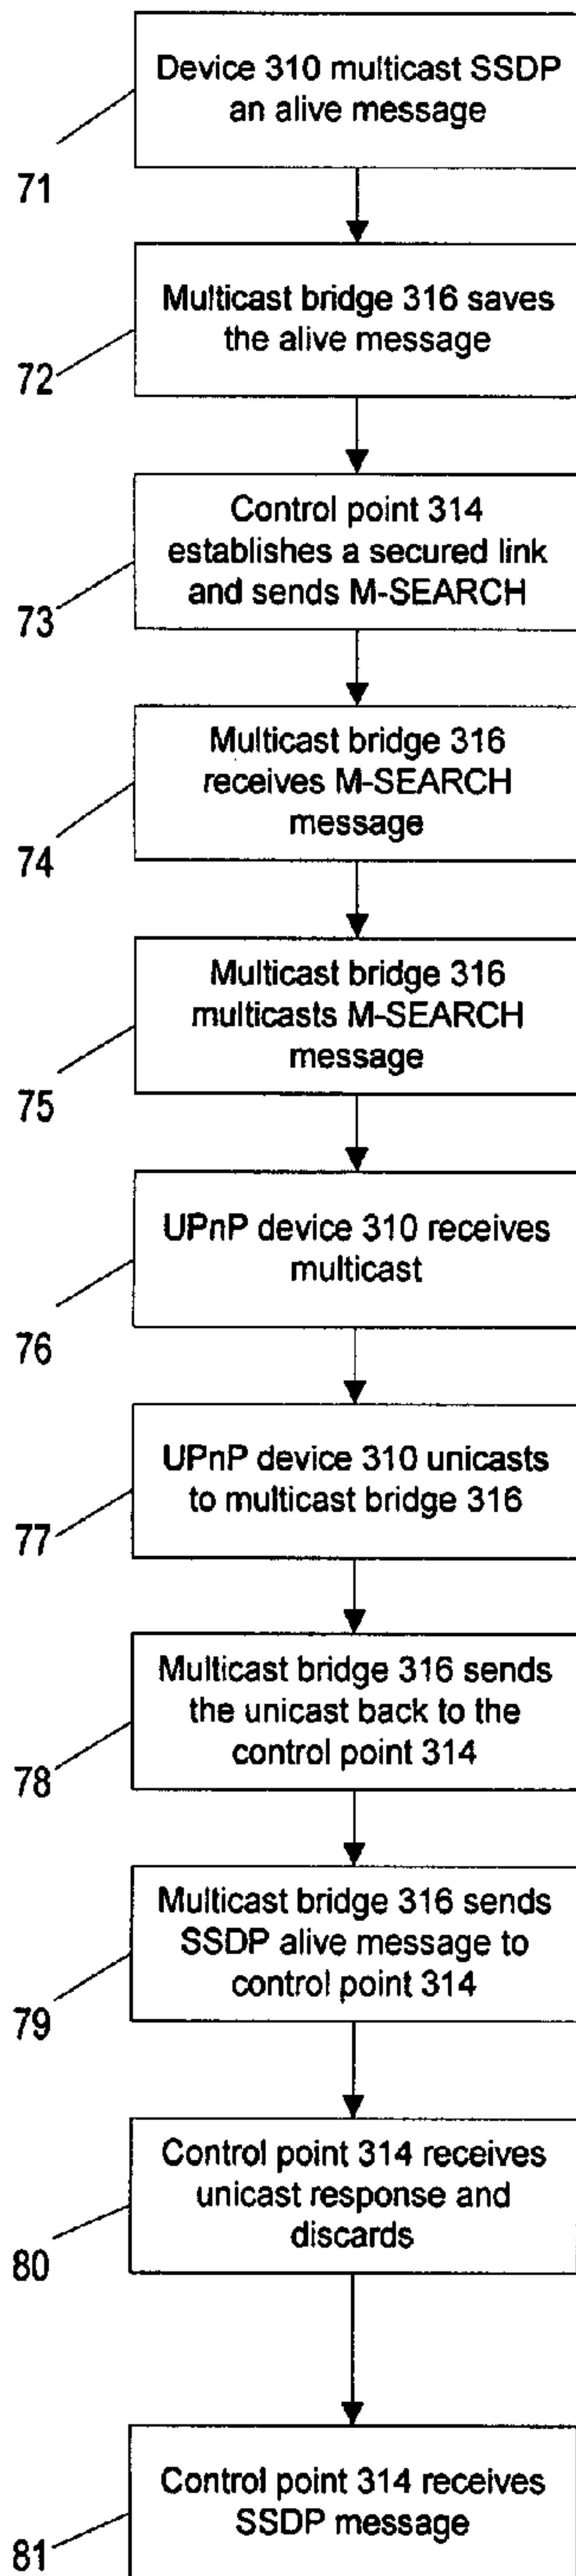 Device 310 multicast SSDP
an alive message
71
Multicast bridge 316 saves
the alive message
72
Control point 314
establishes a secured link
and sends M-SEARCH
73
Multicast bridge 316
receives M-SEARCH
message
74
Multicast bridge 316
multicasts M-SEARCH
message
75
UPnP device 310 receives
multicast
76
UPnP device 310 unicasts
to multicast bridge 316
77
Multicast bridge 316 sends
the unicast back to the
control point 314
78
Multicast bridge 316 sends
SSDP alive message to
control point 314
79
Control point 314 receives
unicast response and
discards
80
Control point 314 receives
SSDP message
81